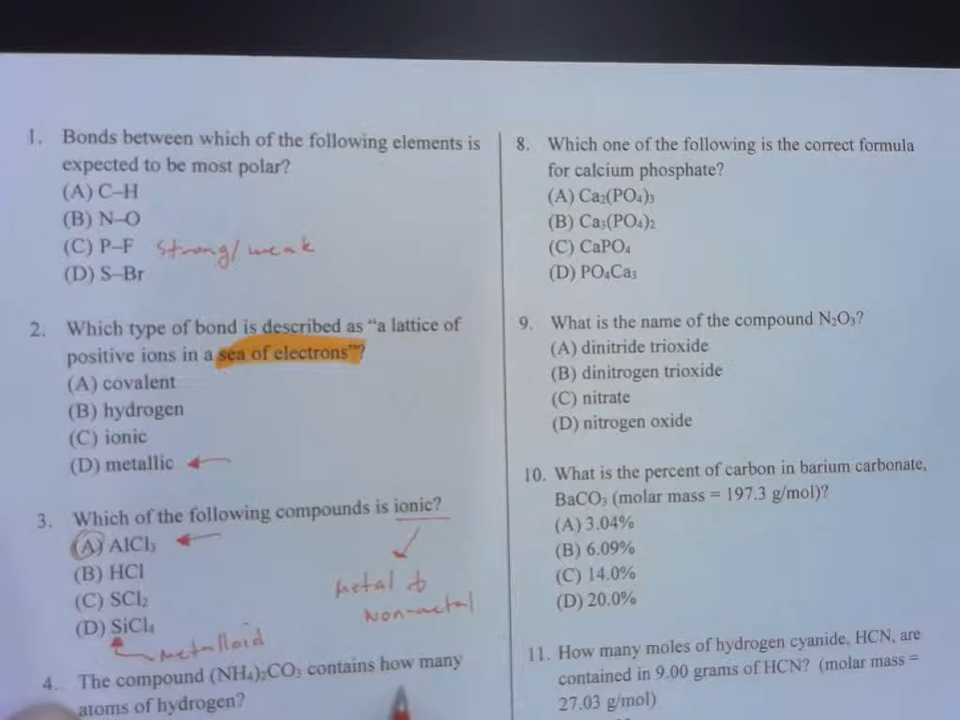 1. Bonds between which of the following elements is
expected to be most polar?
(A) C–H
(B) N–O
(C) P–F strong/weak
(D) S–Br
2. Which type of bond is described as “a lattice of
positive ions in a sea of electrons”?
(A) covalent
(B) hydrogen
(C) ionic
(D) metallic
3. Which of the following compounds is ionic?
(A) AlCl₃
(B) HCl
(C) SCl₂
(D) SiCl₄
metal to
nonmetal
metalloid
4. The compound (NH₄)₂CO₃ contains how many
atoms of hydrogen?
8. Which one of the following is the correct formula
for calcium phosphate?
(A) Ca₂(PO₄)₃
(B) Ca₃(PO₄)₂
(C) CaPO₄
(D) PO₄Ca₃
9. What is the name of the compound N₂O₃?
(A) dinitride trioxide
(B) dinitrogen trioxide
(C) nitrate
(D) nitrogen oxide
10. What is the percent of carbon in barium carbonate,
BaCO₃ (molar mass = 197.3 g/mol)?
(A) 3.04%
(B) 6.09%
(C) 14.0%
(D) 20.0%
11. How many moles of hydrogen cyanide, HCN, are
contained in 9.00 grams of HCN? (molar mass =
27.03 g/mol)